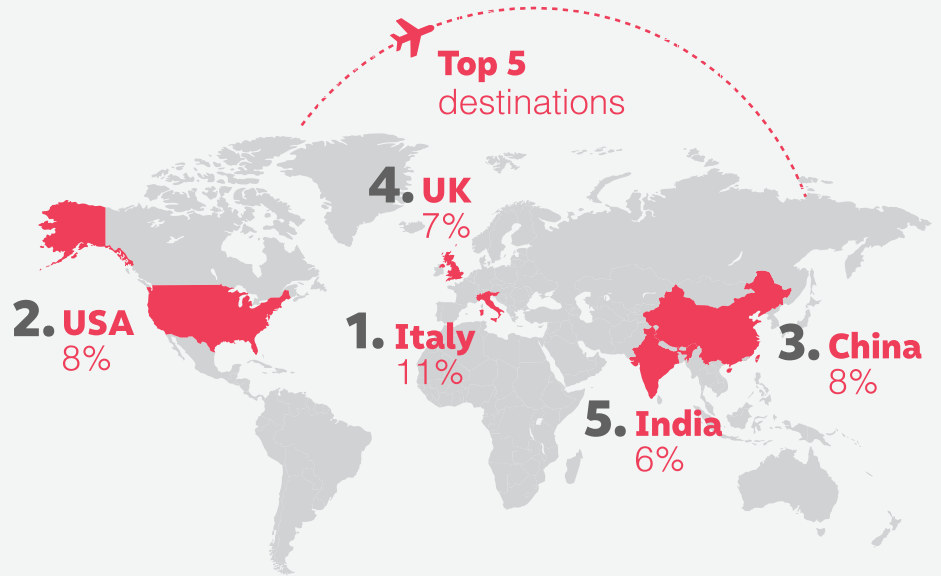 Top 5
destinations
4. UK
7%
2. USA
8%
1. Italy
11%
3. China
8%
5. India
6%